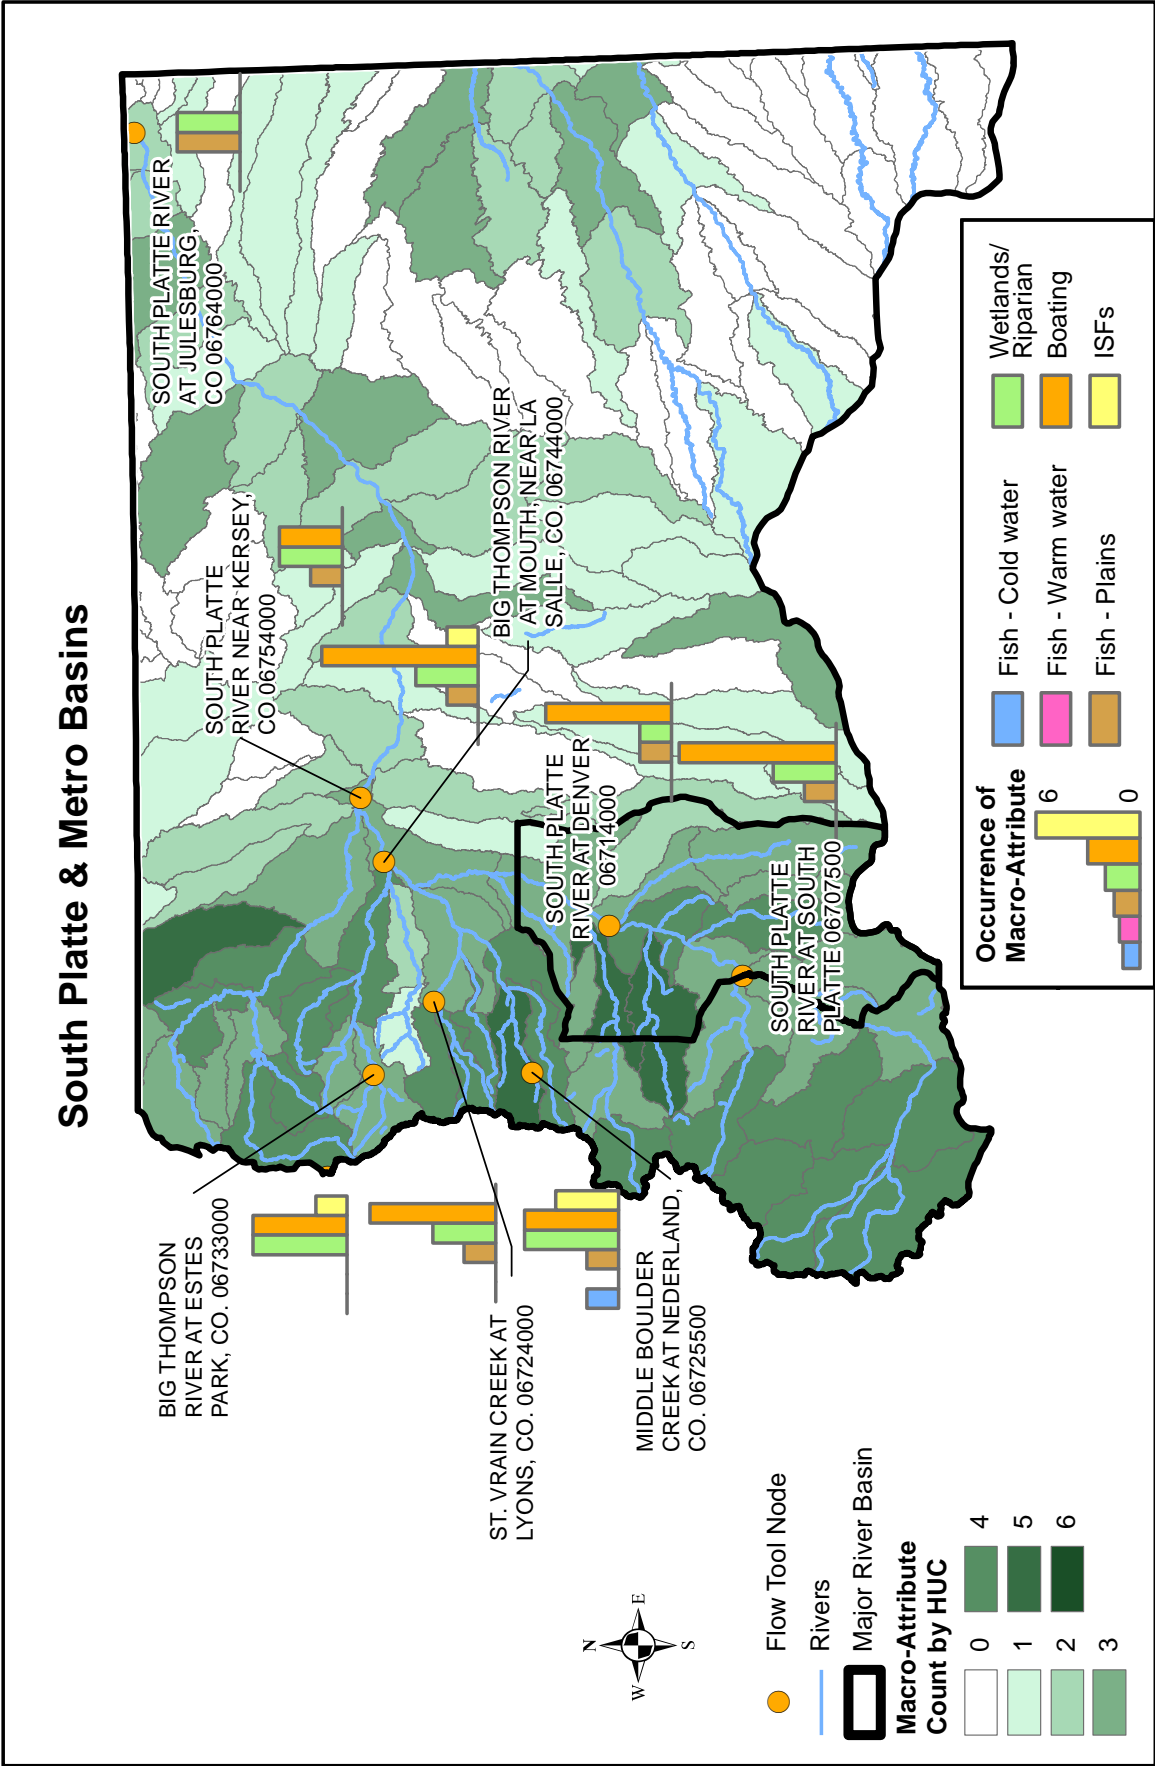 South Platte & Metro Basins
SOUTH PLATTE RIVER
AT JULESBURG,
CO 06764000
SOUTH PLATTE
RIVER NEAR KERSEY,
CO 06754000
BIG THOMPSON RIVER
AT MOUTH, NEAR LA
SALLE, CO. 06744000
SOUTH PLATTE
RIVER AT DENVER
06714000
SOUTH PLATTE
RIVER AT SOUTH
PLATTE 06707500
BIG THOMPSON
RIVER AT ESTES
PARK, CO. 06733000
ST. VRAIN CREEK AT
LYONS, CO. 06724000
MIDDLE BOULDER
CREEK AT NEDERLAND,
CO. 06725500
N
W
E
S
Flow Tool Node
Rivers
Major River Basin
Macro-Attribute
Count by HUC
0
4
1
5
2
6
3
Occurrence of
Macro-Attribute
6
0
Fish - Cold water
Fish - Warm water
Fish - Plains
Wetlands/
Riparian
Boating
ISFs